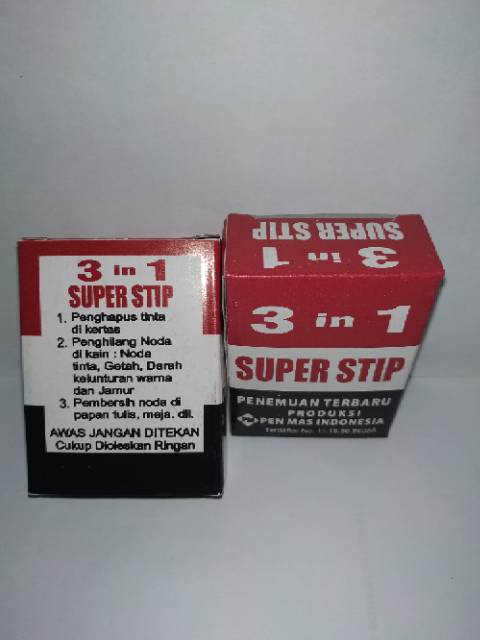 3 in 1
SUPER STIP
1. Penghapus tinta
di kertas
2. Penghilang Noda
di kain : Noda
tinta, Getah, Darah
kelunturan warna
dan Jamur
3. Pembersih noda di
papan tulis, meja. dll.
AWAS JANGAN DITEKAN
Cukup Dioleskan Ringan
3 in 1
SUPER STIP
3 in 1
SUPER STIP
PENEMUAN TERBARU
PRODUKSI
PEN MAS INDONESIA
Terdaftar No.